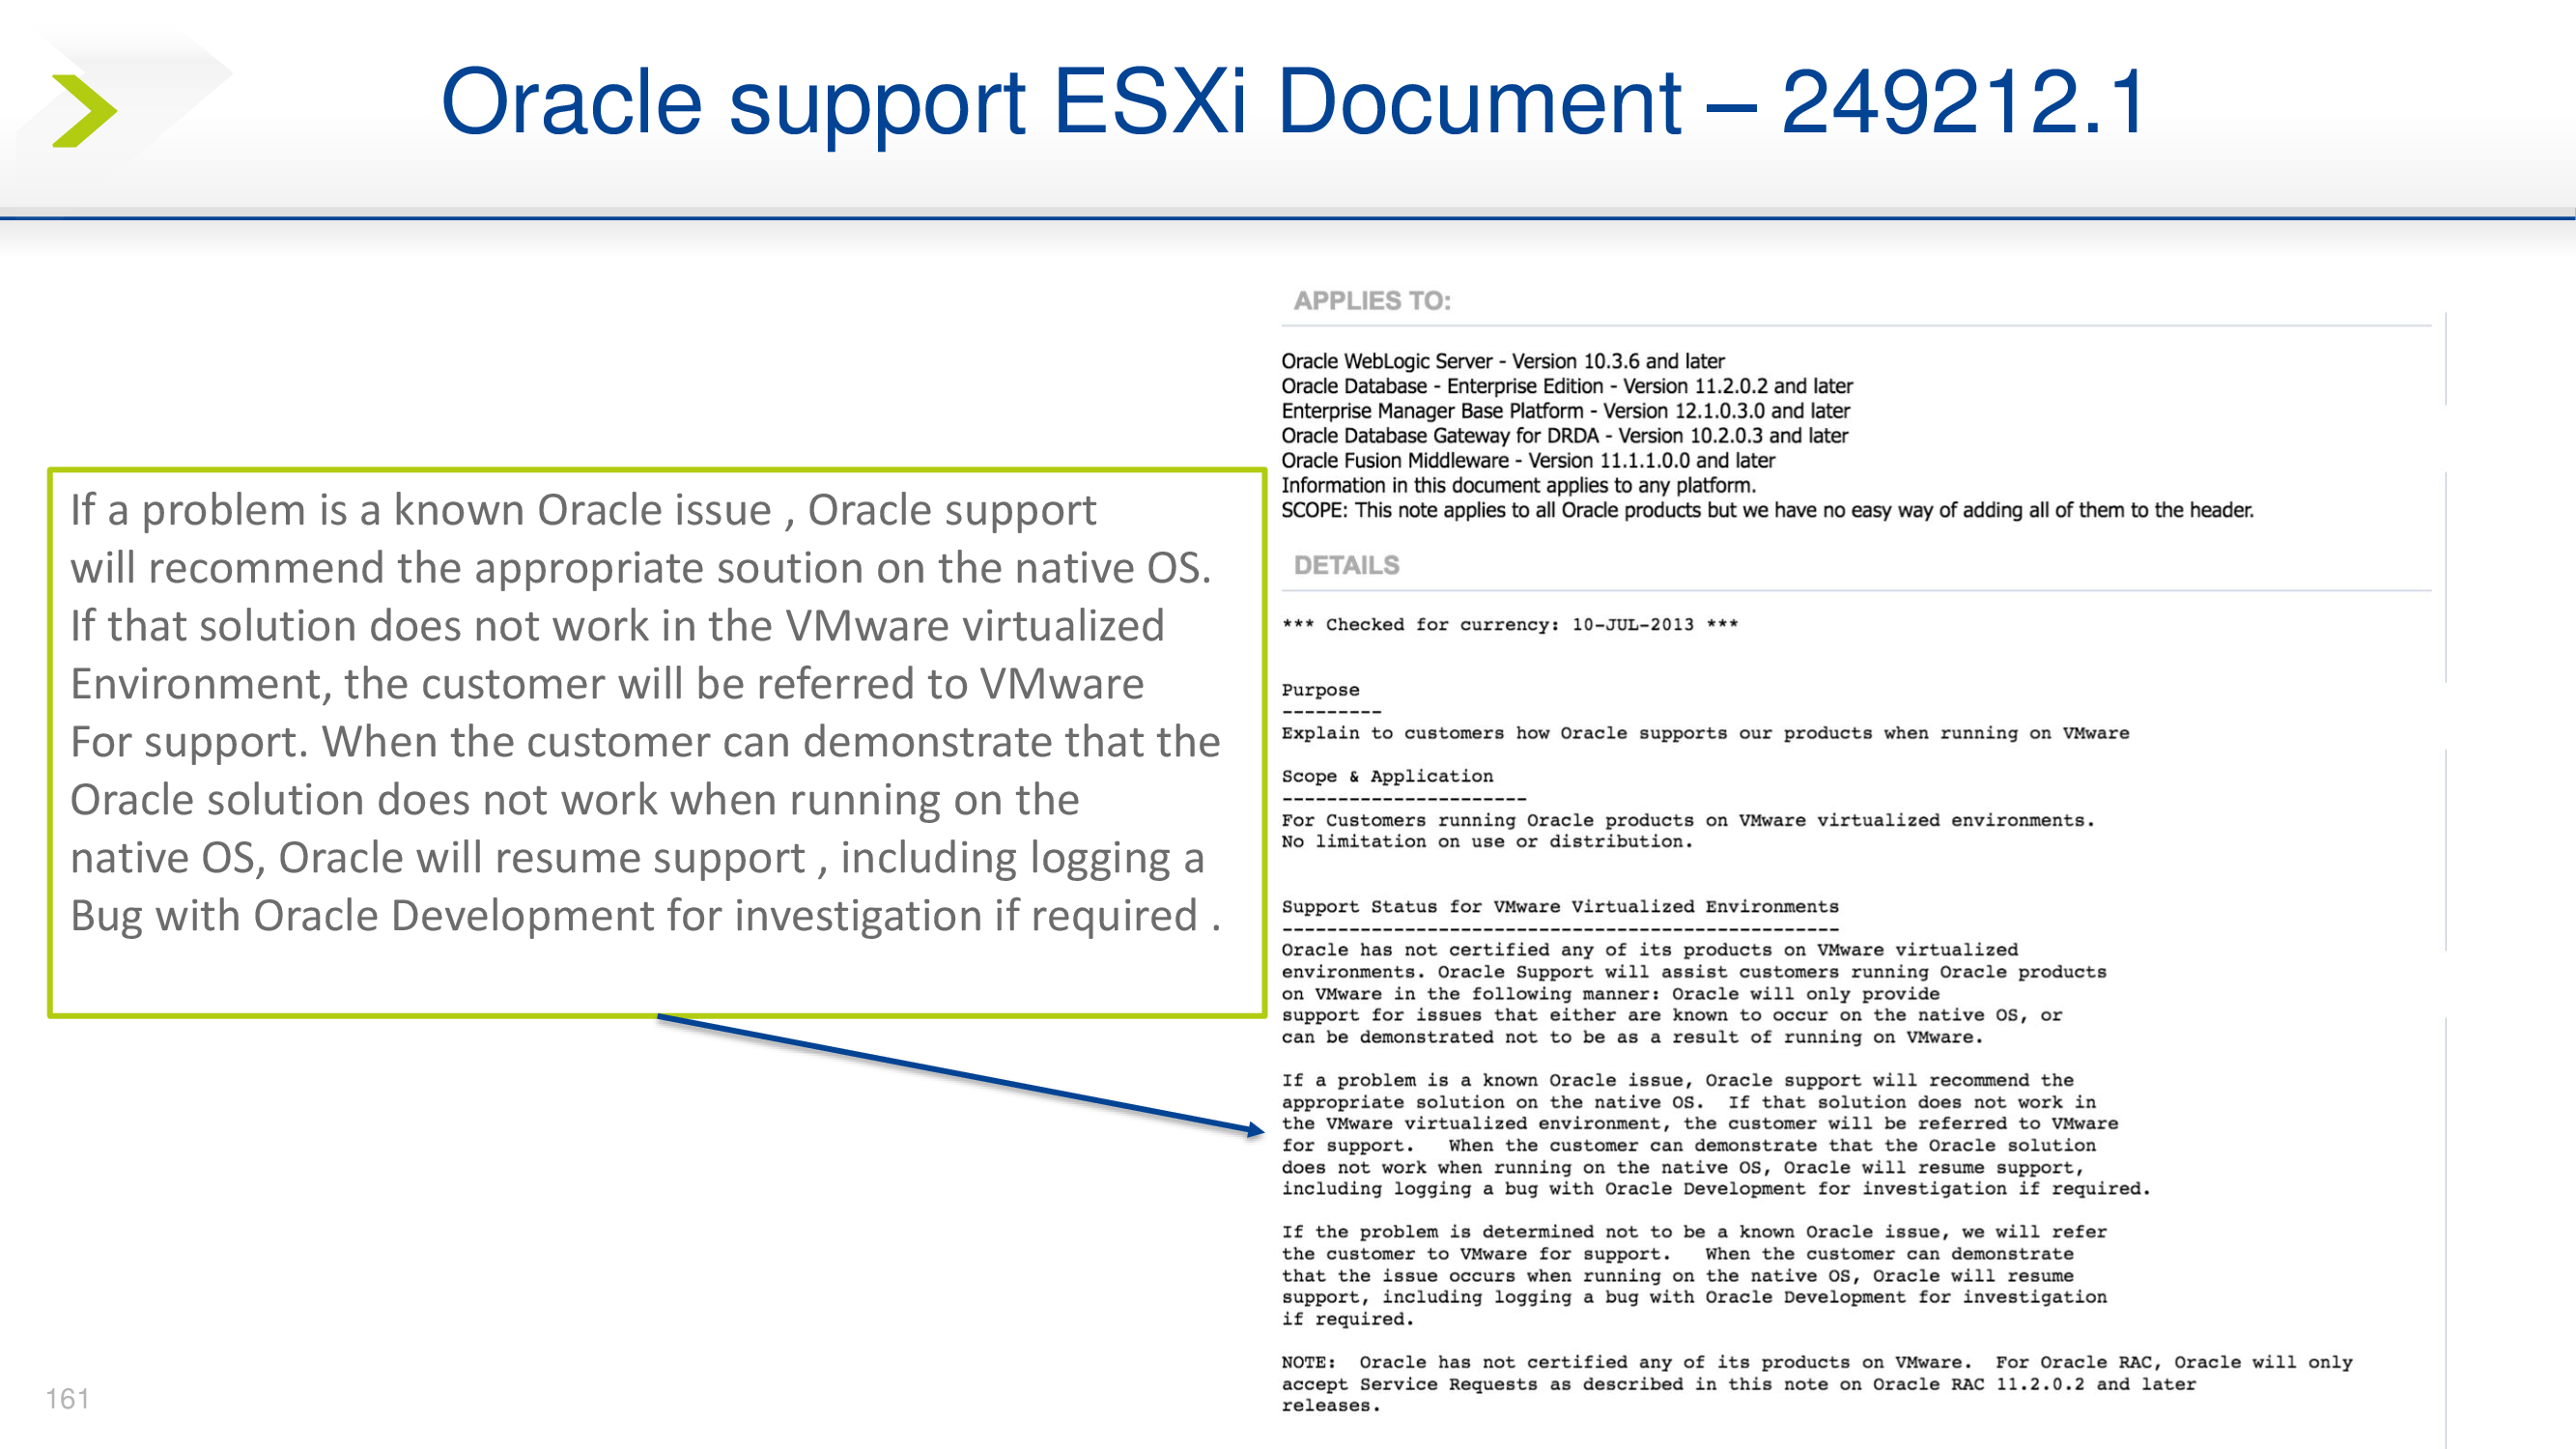 Oracle support ESXi Document – 249212.1
If a problem is a known Oracle issue , Oracle support
will recommend the appropriate soution on the native OS.
If that solution does not work in the VMware virtualized
Environment, the customer will be referred to VMware
For support. When the customer can demonstrate that the
Oracle solution does not work when running on the
native OS, Oracle will resume support , including logging a
Bug with Oracle Development for investigation if required .
APPLIES TO:
Oracle WebLogic Server - Version 10.3.6 and later
Oracle Database - Enterprise Edition - Version 11.2.0.2 and later
Enterprise Manager Base Platform - Version 12.1.0.3.0 and later
Oracle Database Gateway for DRDA - Version 10.2.0.3 and later
Oracle Fusion Middleware - Version 11.1.1.0.0 and later
Information in this document applies to any platform.
SCOPE: This note applies to all Oracle products but we have no easy way of adding all of them to the header.
DETAILS
*** Checked for currency: 10-JUL-2013 ***
Purpose
---------
Explain to customers how Oracle supports our products when running on VMware
Scope & Application
----------------------
For Customers running Oracle products on VMware virtualized environments.
No limitation on use or distribution.
Support Status for VMware Virtualized Environments
--------------------------------------------------
Oracle has not certified any of its products on VMware virtualized
environments. Oracle Support will assist customers running Oracle products
on VMware in the following manner: Oracle will only provide
support for issues that either are known to occur on the native OS, or
can be demonstrated not to be as a result of running on VMware.
If a problem is a known Oracle issue, Oracle support will recommend the
appropriate solution on the native OS.  If that solution does not work in
the VMware virtualized environment, the customer will be referred to VMware
for support.   When the customer can demonstrate that the Oracle solution
does not work when running on the native OS, Oracle will resume support,
including logging a bug with Oracle Development for investigation if required.
If the problem is determined not to be a known Oracle issue, we will refer
the customer to VMware for support.   When the customer can demonstrate
that the issue occurs when running on the native OS, Oracle will resume
support, including logging a bug with Oracle Development for investigation
if required.
NOTE:  Oracle has not certified any of its products on VMware.  For Oracle RAC, Oracle will only
accept Service Requests as described in this note on Oracle RAC 11.2.0.2 and later
releases.
161